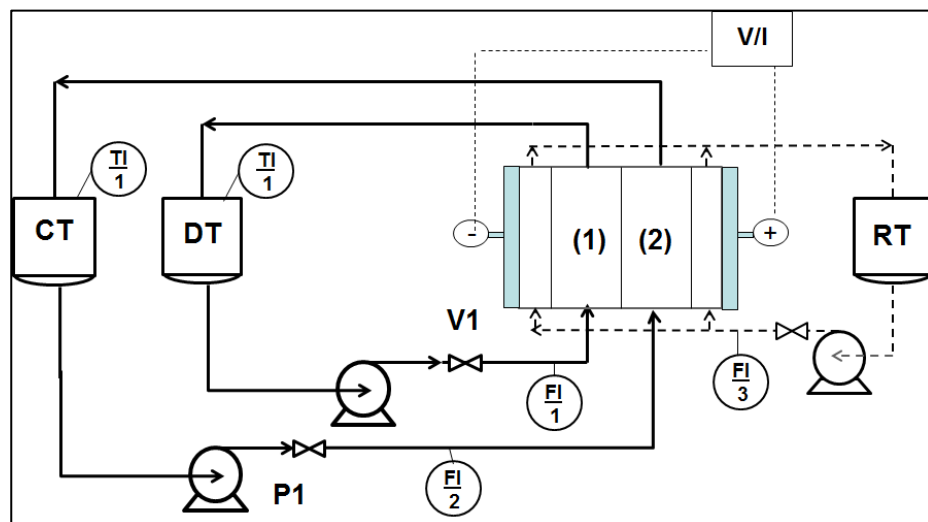 V/I
TI
1
TI
1
CT
DT
(1)
(2)
-
+
RT
V1
FI
1
FI
3
FI
2
P1